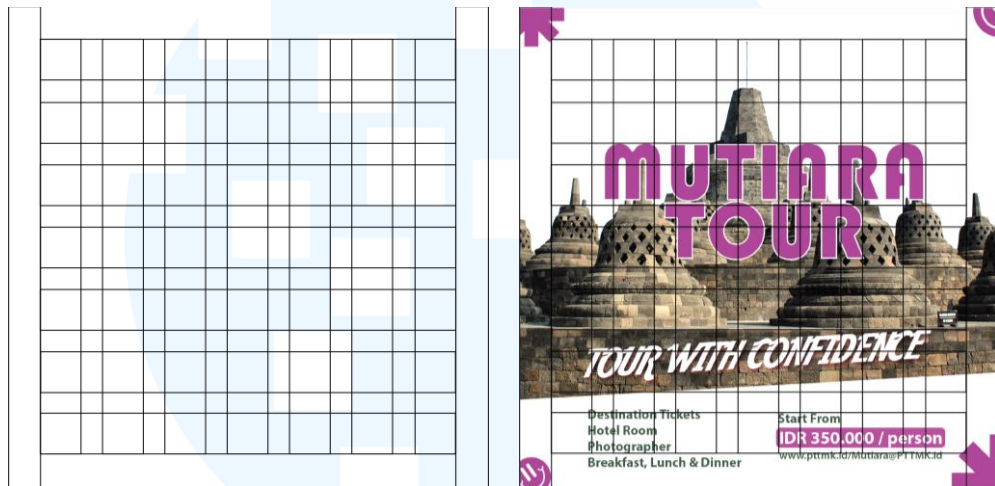 MUTIARA
TOUR
TOUR WITH CONFIDENCE
Destination Tickets
Hotel Room
Photographer
Breakfast, Lunch & Dinner
Start From
IDR 350.000 / person
www.pttmk.id/Mutiara@PTTMK.id